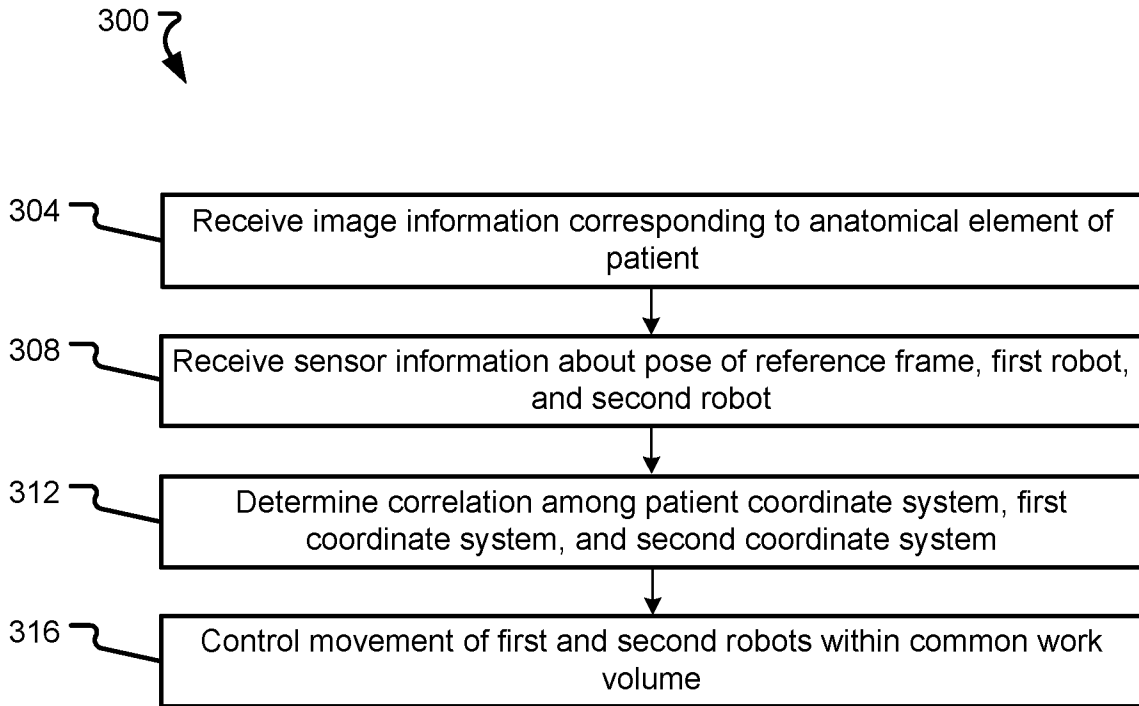 300
304
Receive image information corresponding to anatomical element of
patient
308
Receive sensor information about pose of reference frame, first robot,
and second robot
312
Determine correlation among patient coordinate system, first
coordinate system, and second coordinate system
316
Control movement of first and second robots within common work
volume